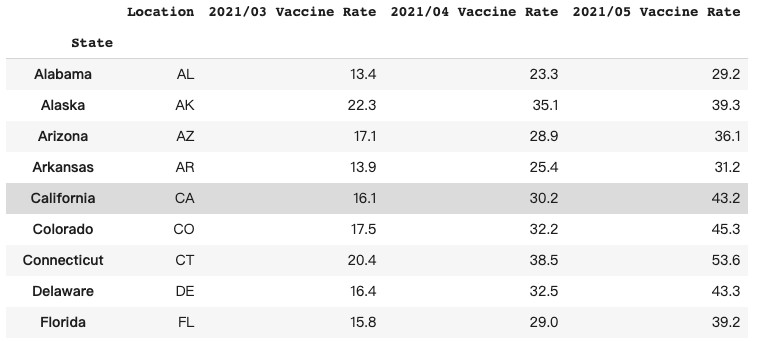 Location 2021/03 Vaccine Rate 2021/04 Vaccine Rate 2021/05 Vaccine Rate
State
Alabama AL 13.4 23.3 29.2
Alaska AK 22.3 35.1 39.3
Arizona AZ 17.1 28.9 36.1
Arkansas AR 13.9 25.4 31.2
California CA 16.1 30.2 43.2
Colorado CO 17.5 32.2 45.3
Connecticut CT 20.4 38.5 53.6
Delaware DE 16.4 32.5 43.3
Florida FL 15.8 29.0 39.2